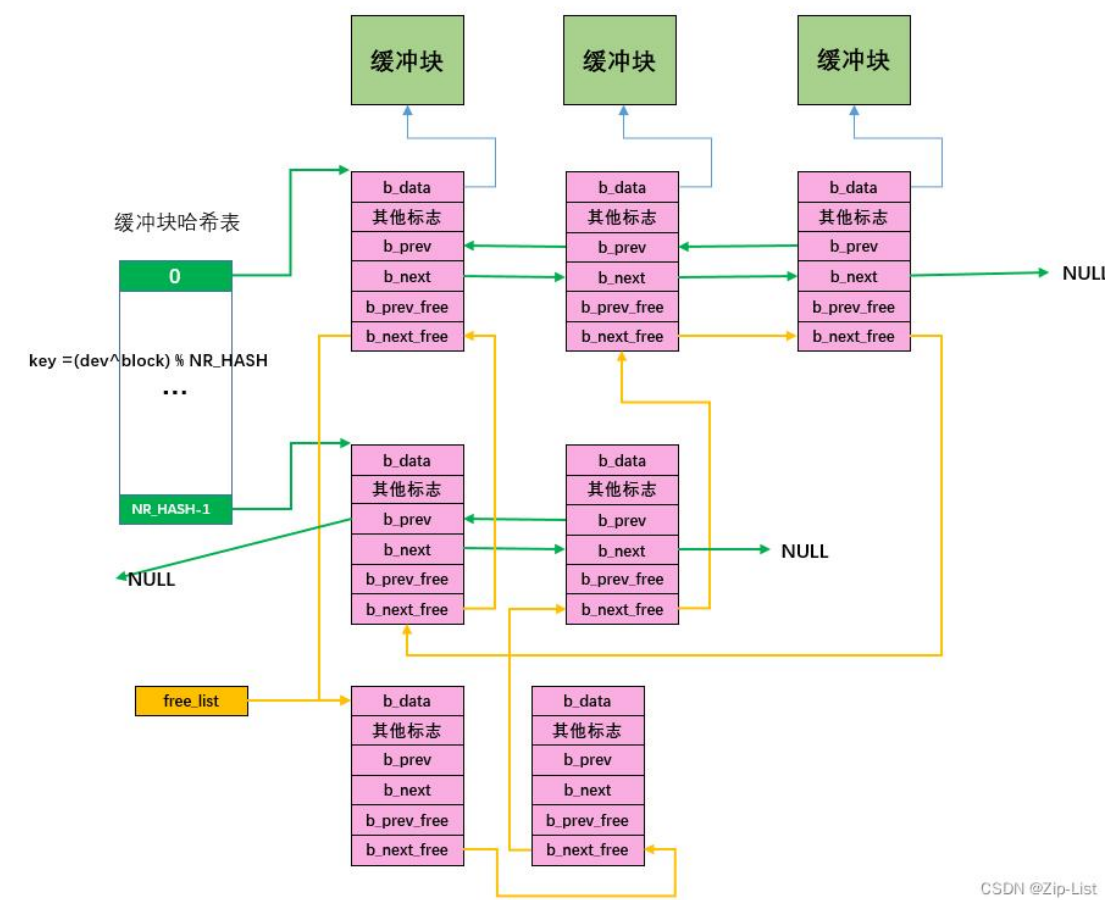 缓冲块
缓冲块
缓冲块
缓冲块哈希表
0
key =(dev^block) % NR_HASH
...
NR_HASH-1
b_data
其他标志
b_prev
b_next
b_prev_free
b_next_free
b_data
其他标志
b_prev
b_next
b_prev_free
b_next_free
b_data
其他标志
b_prev
b_next
b_prev_free
b_next_free
NULL
b_data
其他标志
b_prev
b_next
b_prev_free
b_next_free
b_data
其他标志
b_prev
b_next
b_prev_free
b_next_free
NULL
NULL
free_list
b_data
其他标志
b_prev
b_next
b_prev_free
b_next_free
b_data
其他标志
b_prev
b_next
b_prev_free
b_next_free
CSDN @Zip-List